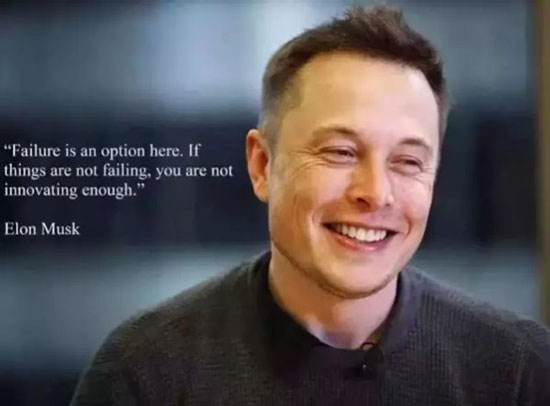 “Failure is an option here. If
things are not failing, you are not
innovating enough.”
Elon Musk